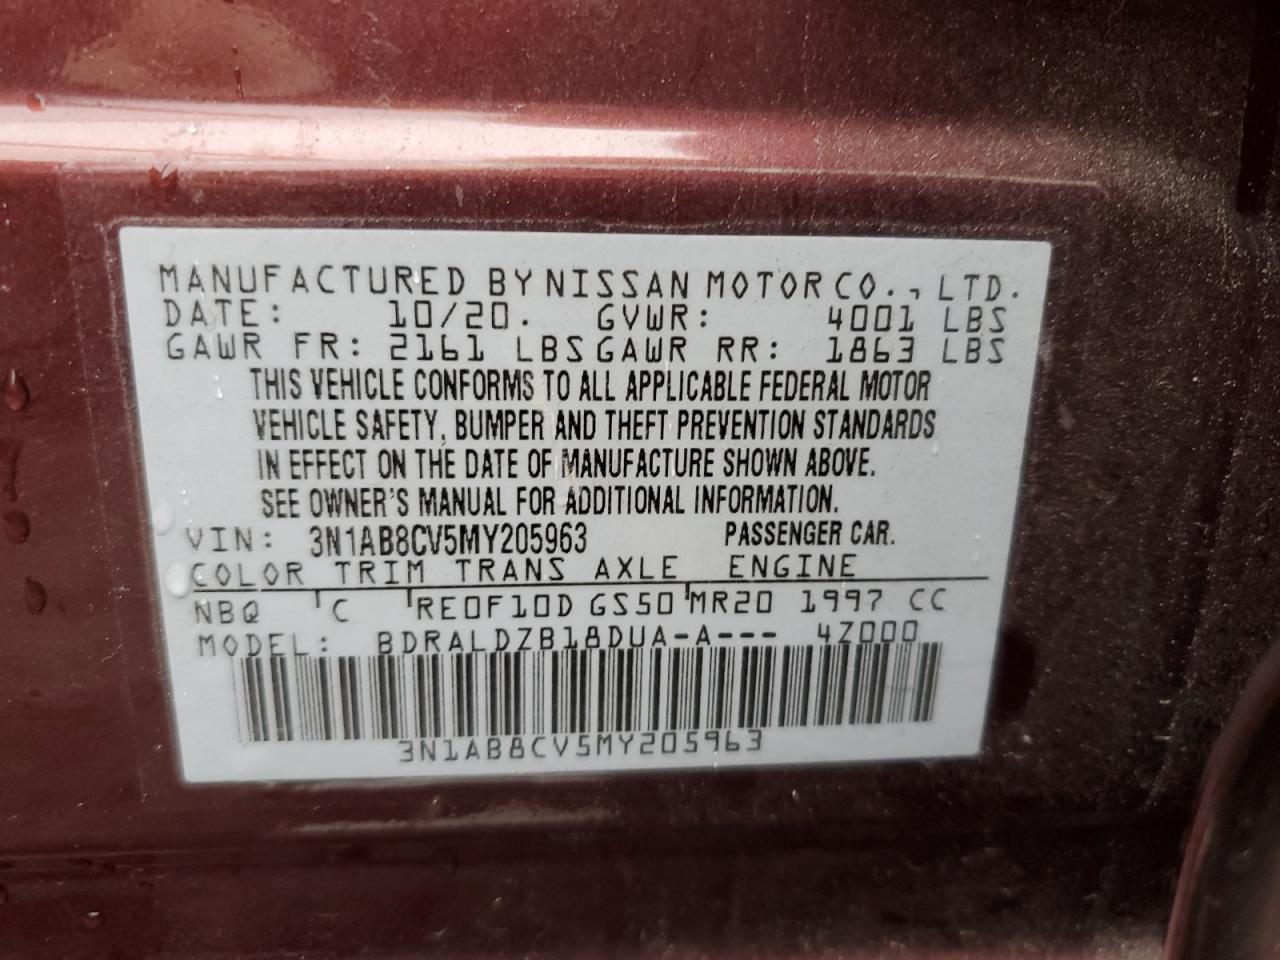 MANUFACTURED BY NISSAN MOTOR CO., LTD.
DATE: 10/20. GVWR: 4001 LBS
GAWR FR: 2161 LBS GAWR RR: 1863 LBS
THIS VEHICLE CONFORMS TO ALL APPLICABLE FEDERAL MOTOR
VEHICLE SAFETY, BUMPER AND THEFT PREVENTION STANDARDS
IN EFFECT ON THE DATE OF MANUFACTURE SHOWN ABOVE.
SEE OWNER'S MANUAL FOR ADDITIONAL INFORMATION.
VIN: 3N1AB8CV5MY205963 PASSENGER CAR.
COLOR TRIM TRANS AXLE ENGINE
NBQ C RE0F10D GS50 MR20 1997 CC
MODEL: BDRALDZB18DUA-A--- 4Z000
3N1AB8CV5MY205963